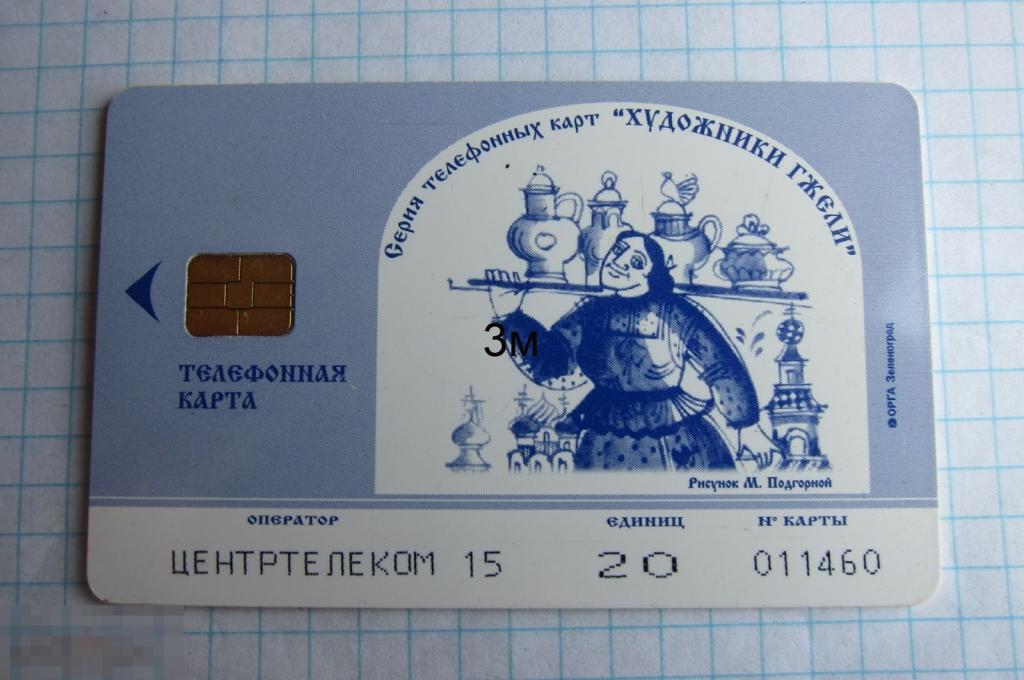 Серия телефонных карт "ХУДОЖНИКИ ГЖЕЛИ"
3м
ТЕЛЕФОННАЯ
КАРТА
ОРГА Зеленоград
Рисунок М. Подгорной
ОПЕРАТОР ЕДИНИЦ № КАРТЫ
ЦЕНТРТЕЛЕКОМ 15 20 011460